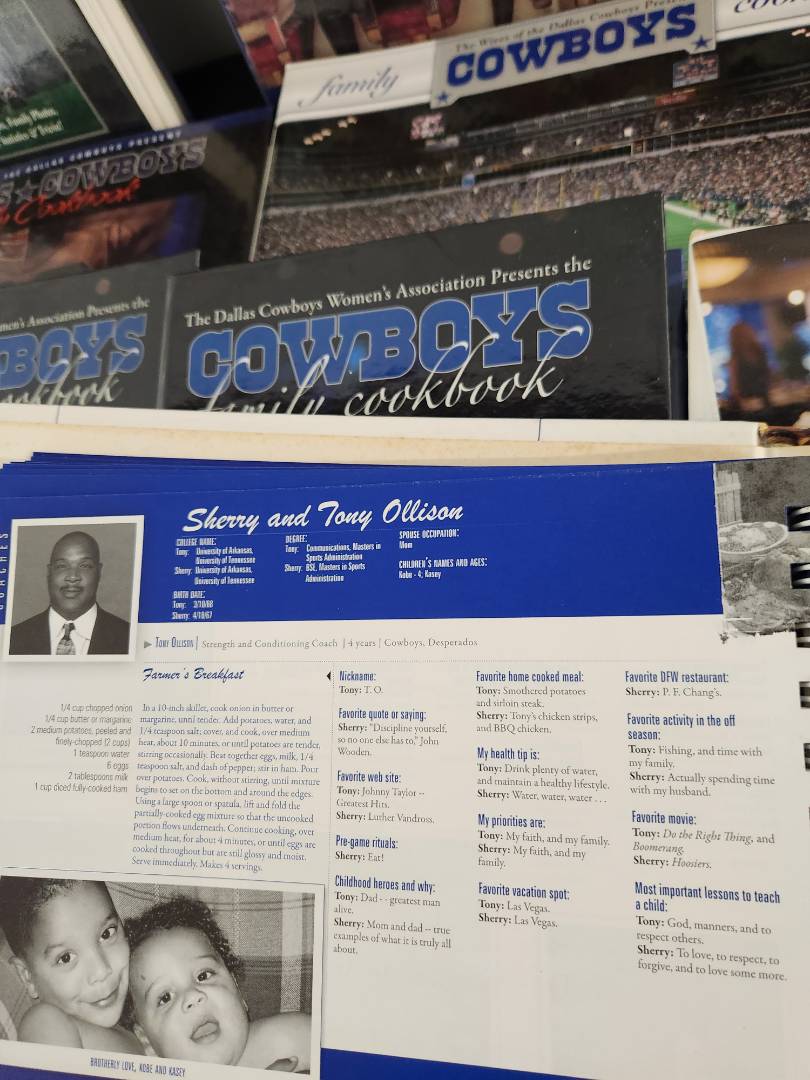 The Wives of the Dallas Cowboys Present
COWBOYS
family
THE DALLAS COWBOYS PRESENT
COWBOYS
Christmas
The Dallas Cowboys Women's Association Presents the
COWBOYS
family cookbook
men's Association Presents the
BOYS
cookbook
Sherry and Tony Ollison
COLLEGE NAME:
Tony: University of Arkansas,
University of Tennessee
Sherry: University of Arkansas,
University of Tennessee
BIRTH DATE:
Tony: 3/10/68
Sherry: 4/10/67
DEGREE:
Tony: Communications, Masters in
Sports Administration
Sherry: BSE, Masters in Sports
Administration
SPOUSE OCCUPATION:
Mom
CHILDREN'S NAMES AND AGES:
Kobe - 4; Kasey
TONY OLLISON | Strength and Conditioning Coach | 4 years | Cowboys, Desperados
Farmer's Breakfast
1/4 cup chopped onion
1/4 cup butter or margarine
2 medium potatoes, peeled and
finely-chopped (2 cups)
1 teaspoon water
6 eggs
2 tablespoons milk
1 cup diced fully-cooked ham
In a 10-inch skillet, cook onion in butter or
margarine, until tender. Add potatoes, water, and
1/4 teaspoon salt; cover, and cook, over medium
heat, about 10 minutes, or until potatoes are tender,
stirring occasionally. Beat together eggs, milk, 1/4
teaspoon salt, and dash of pepper; stir in ham. Pour
over potatoes. Cook, without stirring, until mixture
begins to set on the bottom and around the edges.
Using a large spoon or spatula, lift and fold the
partially-cooked egg mixture so that the uncooked
portion flows underneath. Continue cooking, over
medium heat, for about 4 minutes, or until eggs are
cooked throughout but are still glossy and moist.
Serve immediately. Makes 4 servings.
BROTHERLY LOVE, KOBE AND KASEY
Nickname:
Tony: T. O.
Favorite quote or saying:
Sherry: "Discipline yourself,
so no one else has to," John
Wooden.
Favorite web site:
Tony: Johnny Taylor --
Greatest Hits.
Sherry: Luther Vandross.
Pre-game rituals:
Sherry: Eat!
Childhood heroes and why:
Tony: Dad - - greatest man
alive.
Sherry: Mom and dad -- true
examples of what it is truly all
about.
Favorite home cooked meal:
Tony: Smothered potatoes
and sirloin steak.
Sherry: Tony's chicken strips,
and BBQ chicken.
My health tip is:
Tony: Drink plenty of water,
and maintain a healthy lifestyle.
Sherry: Water, water, water . . .
My priorities are:
Tony: My faith, and my family.
Sherry: My faith, and my
family.
Favorite vacation spot:
Tony: Las Vegas.
Sherry: Las Vegas.
Favorite DFW restaurant:
Sherry: P. F. Chang's.
Favorite activity in the off
season:
Tony: Fishing, and time with
my family.
Sherry: Actually spending time
with my husband.
Favorite movie:
Tony: Do the Right Thing, and
Boomerang.
Sherry: Hoosiers.
Most important lessons to teach
a child:
Tony: God, manners, and to
respect others.
Sherry: To love, to respect, to
forgive, and to love some more.